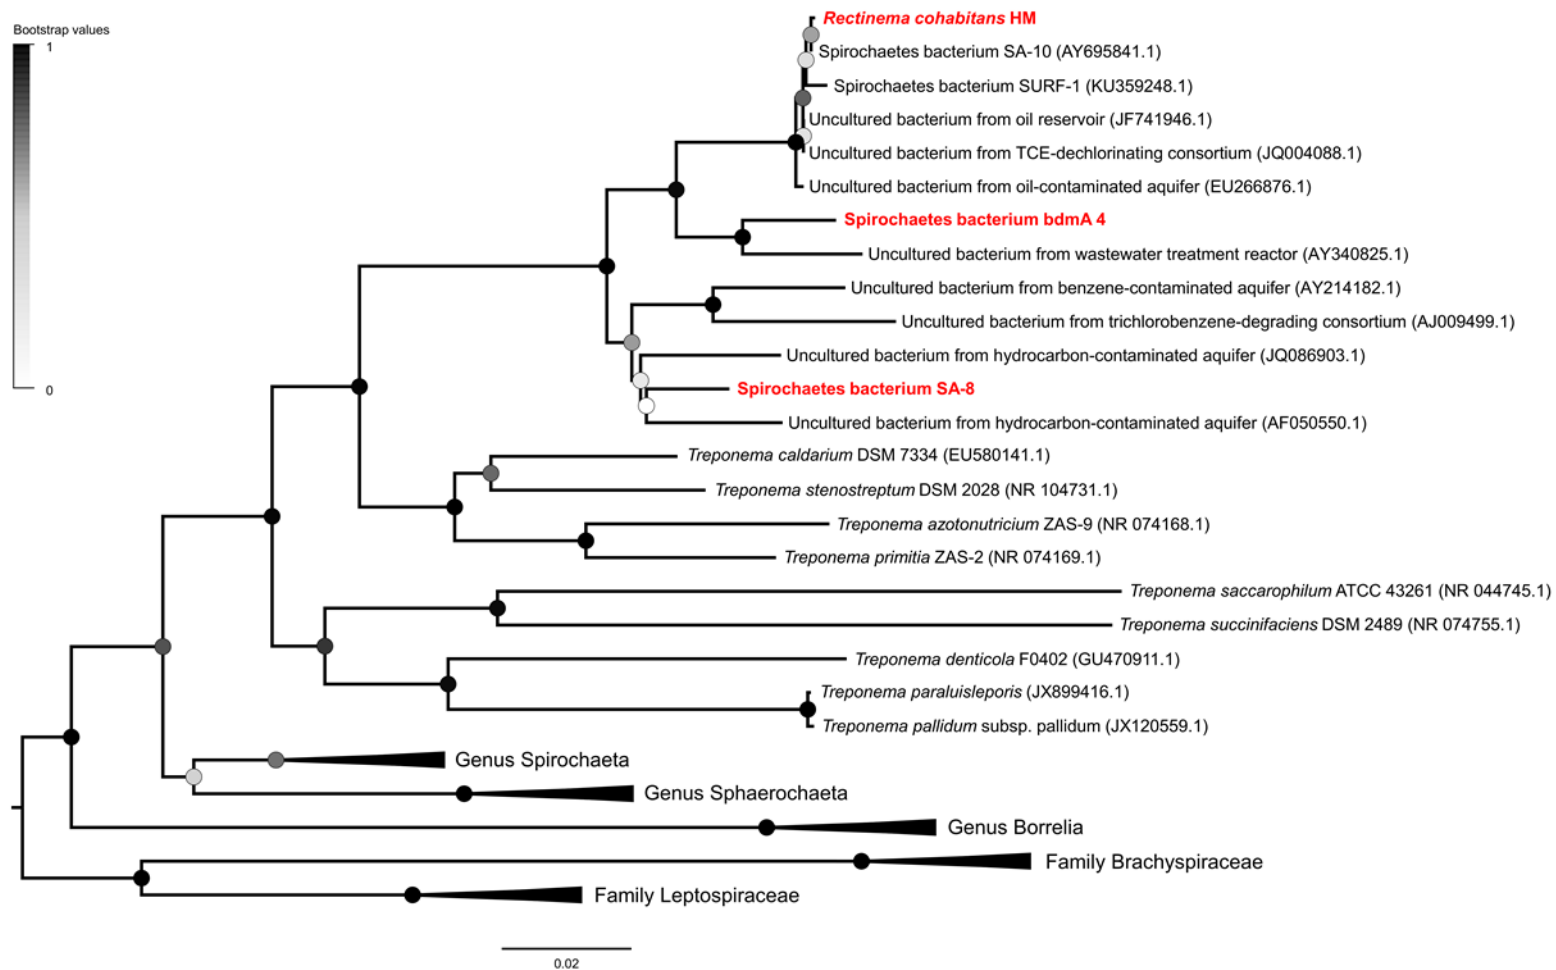 Bootstrap values
1
0
Rectinema cohabitans HM
Spirochaetes bacterium SA-10 (AY695841.1)
Spirochaetes bacterium SURF-1 (KU359248.1)
Uncultured bacterium from oil reservoir (JF741946.1)
Uncultured bacterium from TCE-dechlorinating consortium (JQ004088.1)
Uncultured bacterium from oil-contaminated aquifer (EU266876.1)
Spirochaetes bacterium bdmA 4
Uncultured bacterium from wastewater treatment reactor (AY340825.1)
Uncultured bacterium from benzene-contaminated aquifer (AY214182.1)
Uncultured bacterium from trichlorobenzene-degrading consortium (AJ009499.1)
Uncultured bacterium from hydrocarbon-contaminated aquifer (JQ086903.1)
Spirochaetes bacterium SA-8
Uncultured bacterium from hydrocarbon-contaminated aquifer (AF050550.1)
Treponema caldarium DSM 7334 (EU580141.1)
Treponema stenostreptum DSM 2028 (NR 104731.1)
Treponema azotonutricium ZAS-9 (NR 074168.1)
Treponema primitia ZAS-2 (NR 074169.1)
Treponema saccarophilum ATCC 43261 (NR 044745.1)
Treponema succinifaciens DSM 2489 (NR 074755.1)
Treponema denticola F0402 (GU470911.1)
Treponema paraluisleporis (JX899416.1)
Treponema pallidum subsp. pallidum (JX120559.1)
Genus Spirochaeta
Genus Sphaerochaeta
Genus Borrelia
Family Brachyspiraceae
Family Leptospiraceae
0.02